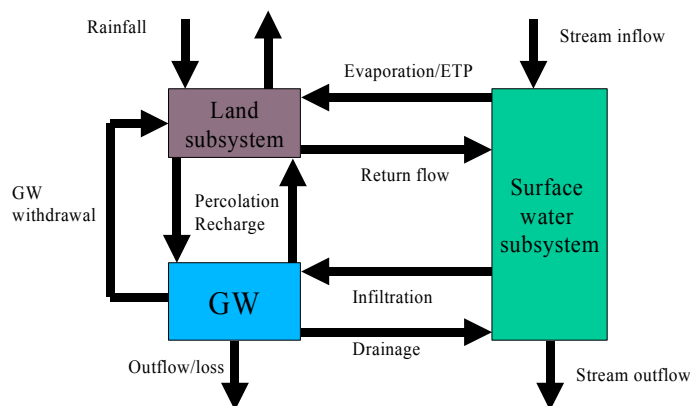 Rainfall
Stream inflow
Evaporation/ETP
Land
subsystem
Return flow
GW
withdrawal
Percolation
Recharge
Surface
water
subsystem
GW
Infiltration
Drainage
Outflow/loss
Stream outflow